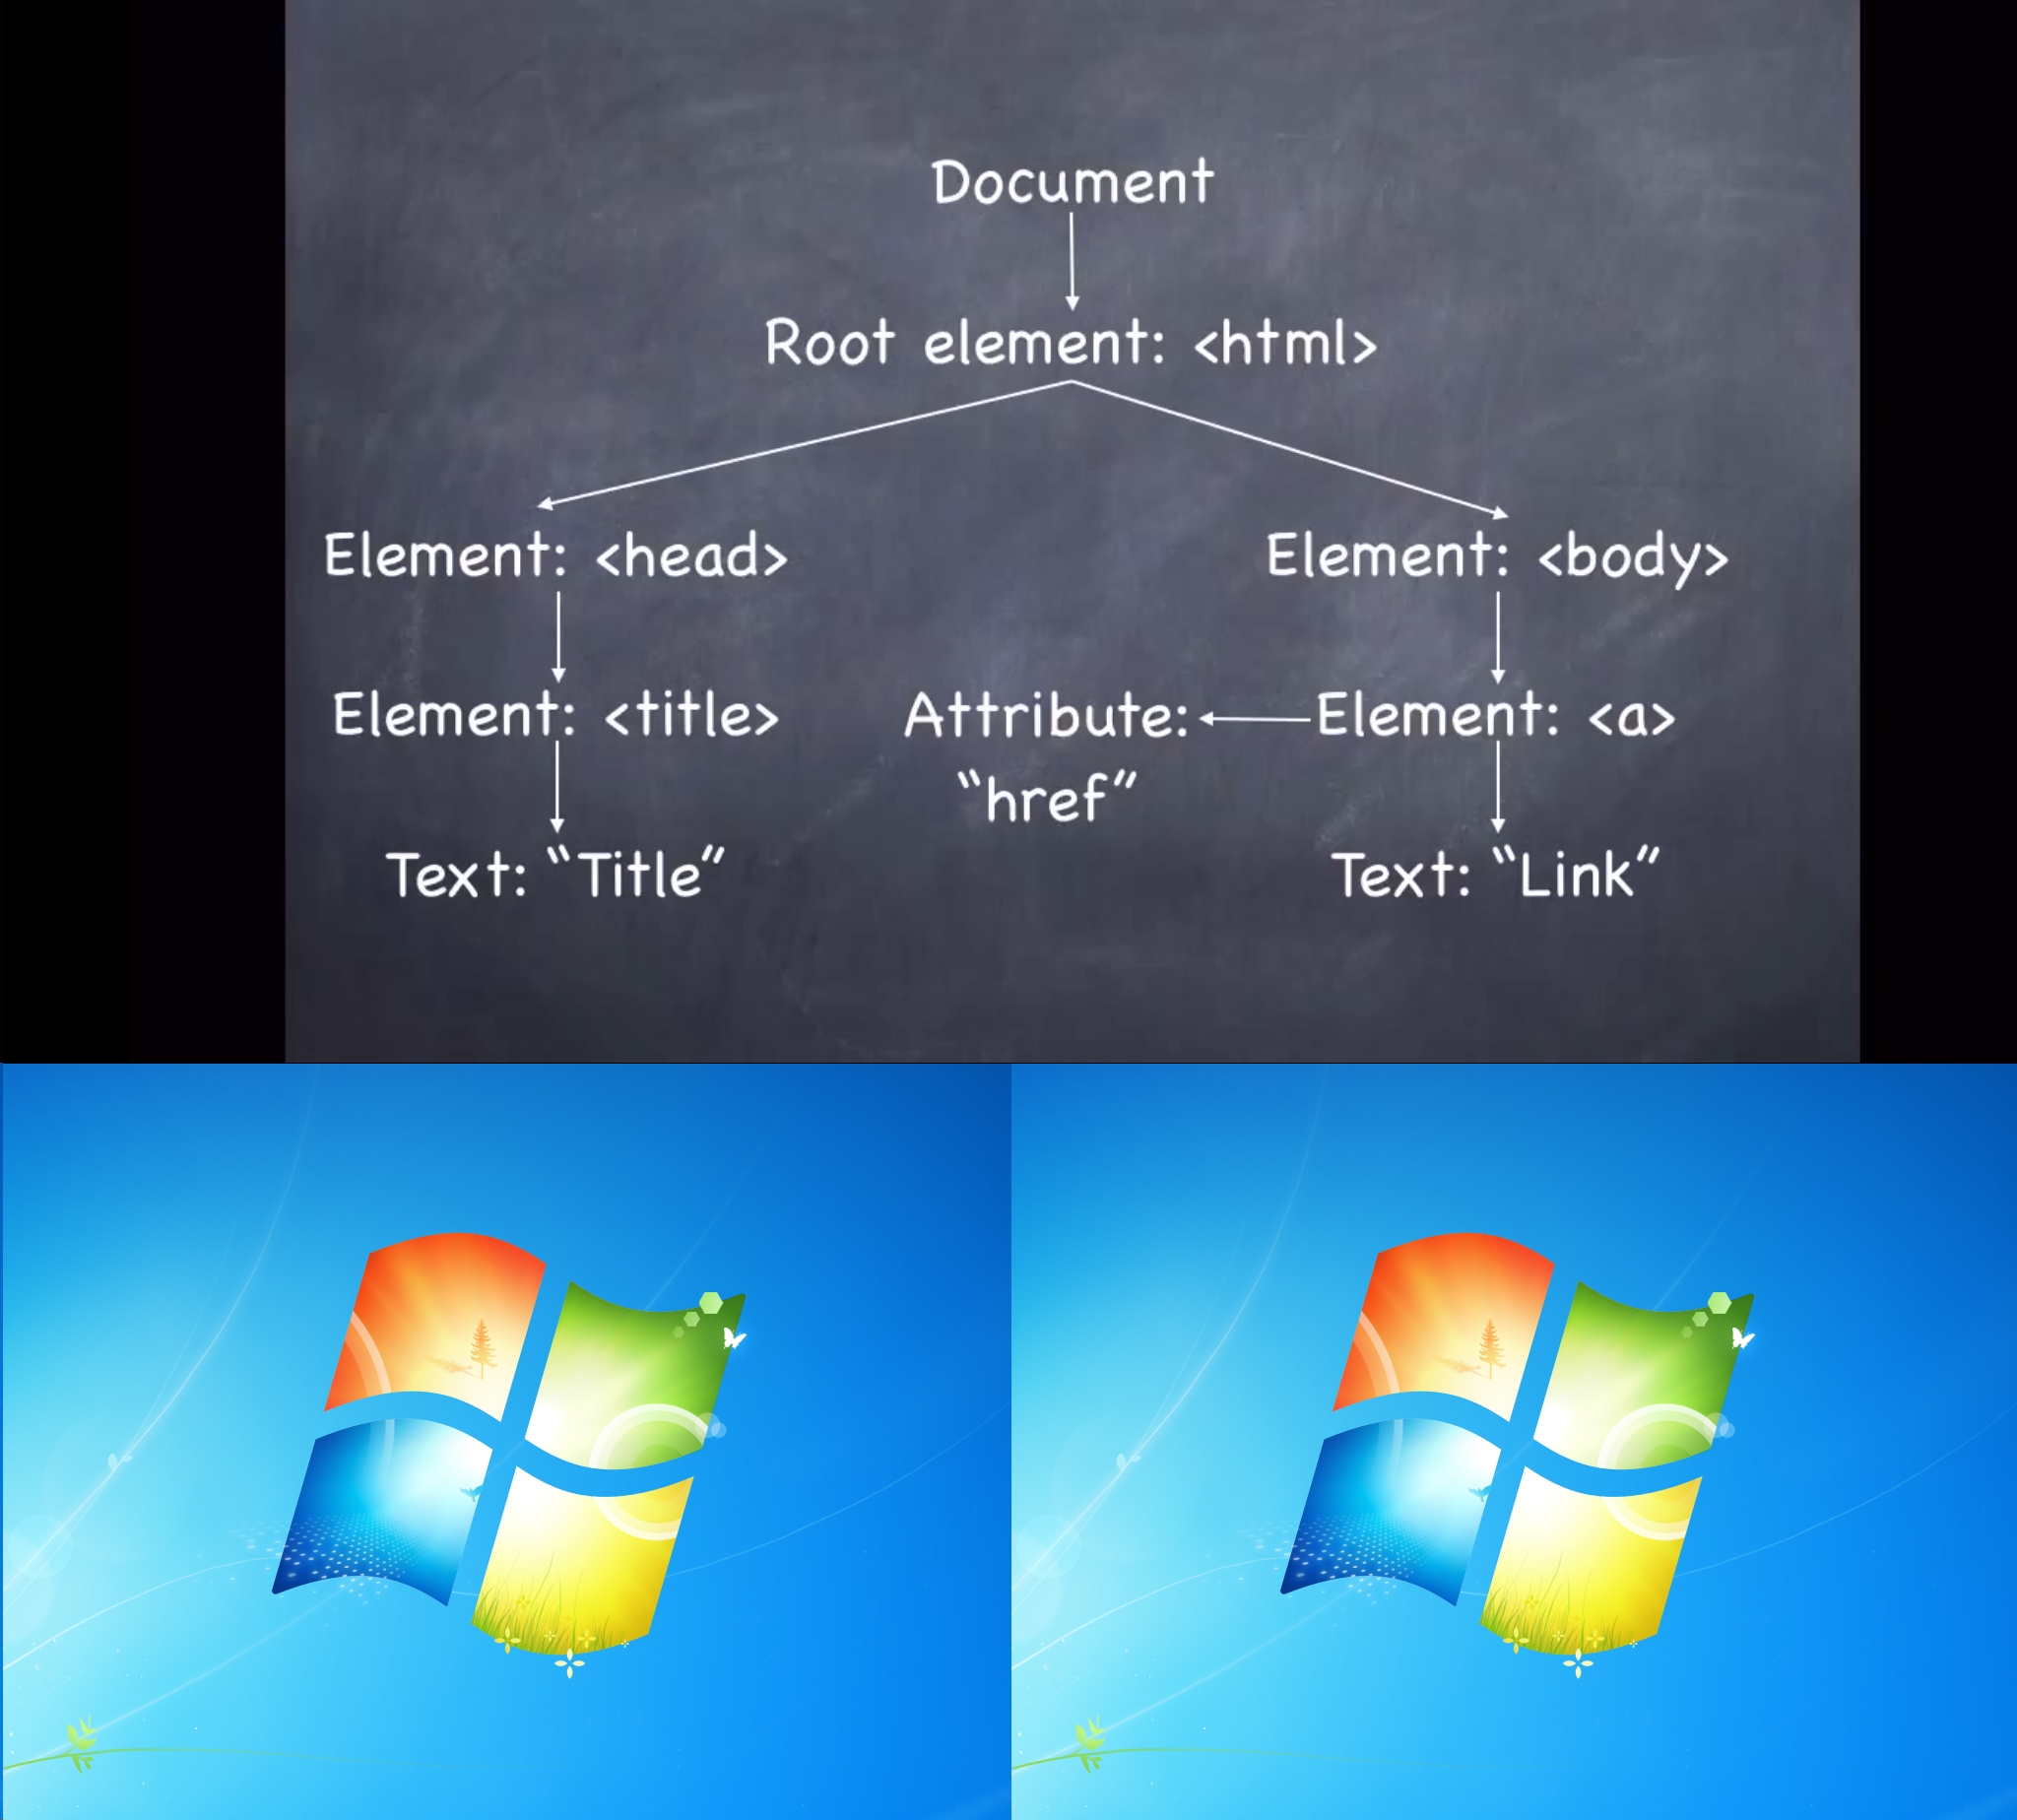 Document
Root element: <html>
Element: <head>
Element: <body>
Element: <title>
Attribute:
Element: <a>
“href”
Text: “Title”
Text: “Link”